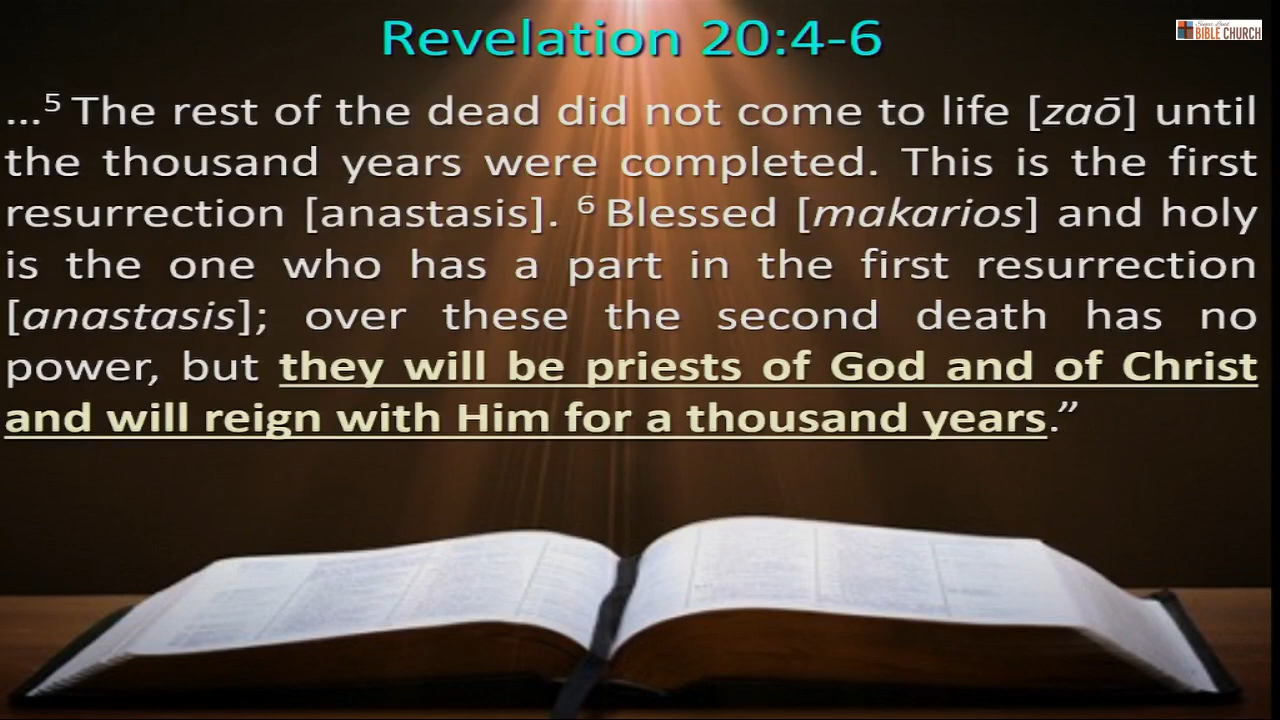 Revelation 20:4-6
BIBLE CHURCH
...⁵ The rest of the dead did not come to life [zaō] until
the thousand years were completed. This is the first
resurrection [anastasis]. ⁶ Blessed [makarios] and holy
is the one who has a part in the first resurrection
[anastasis]; over these the second death has no
power, but they will be priests of God and of Christ
and will reign with Him for a thousand years.”